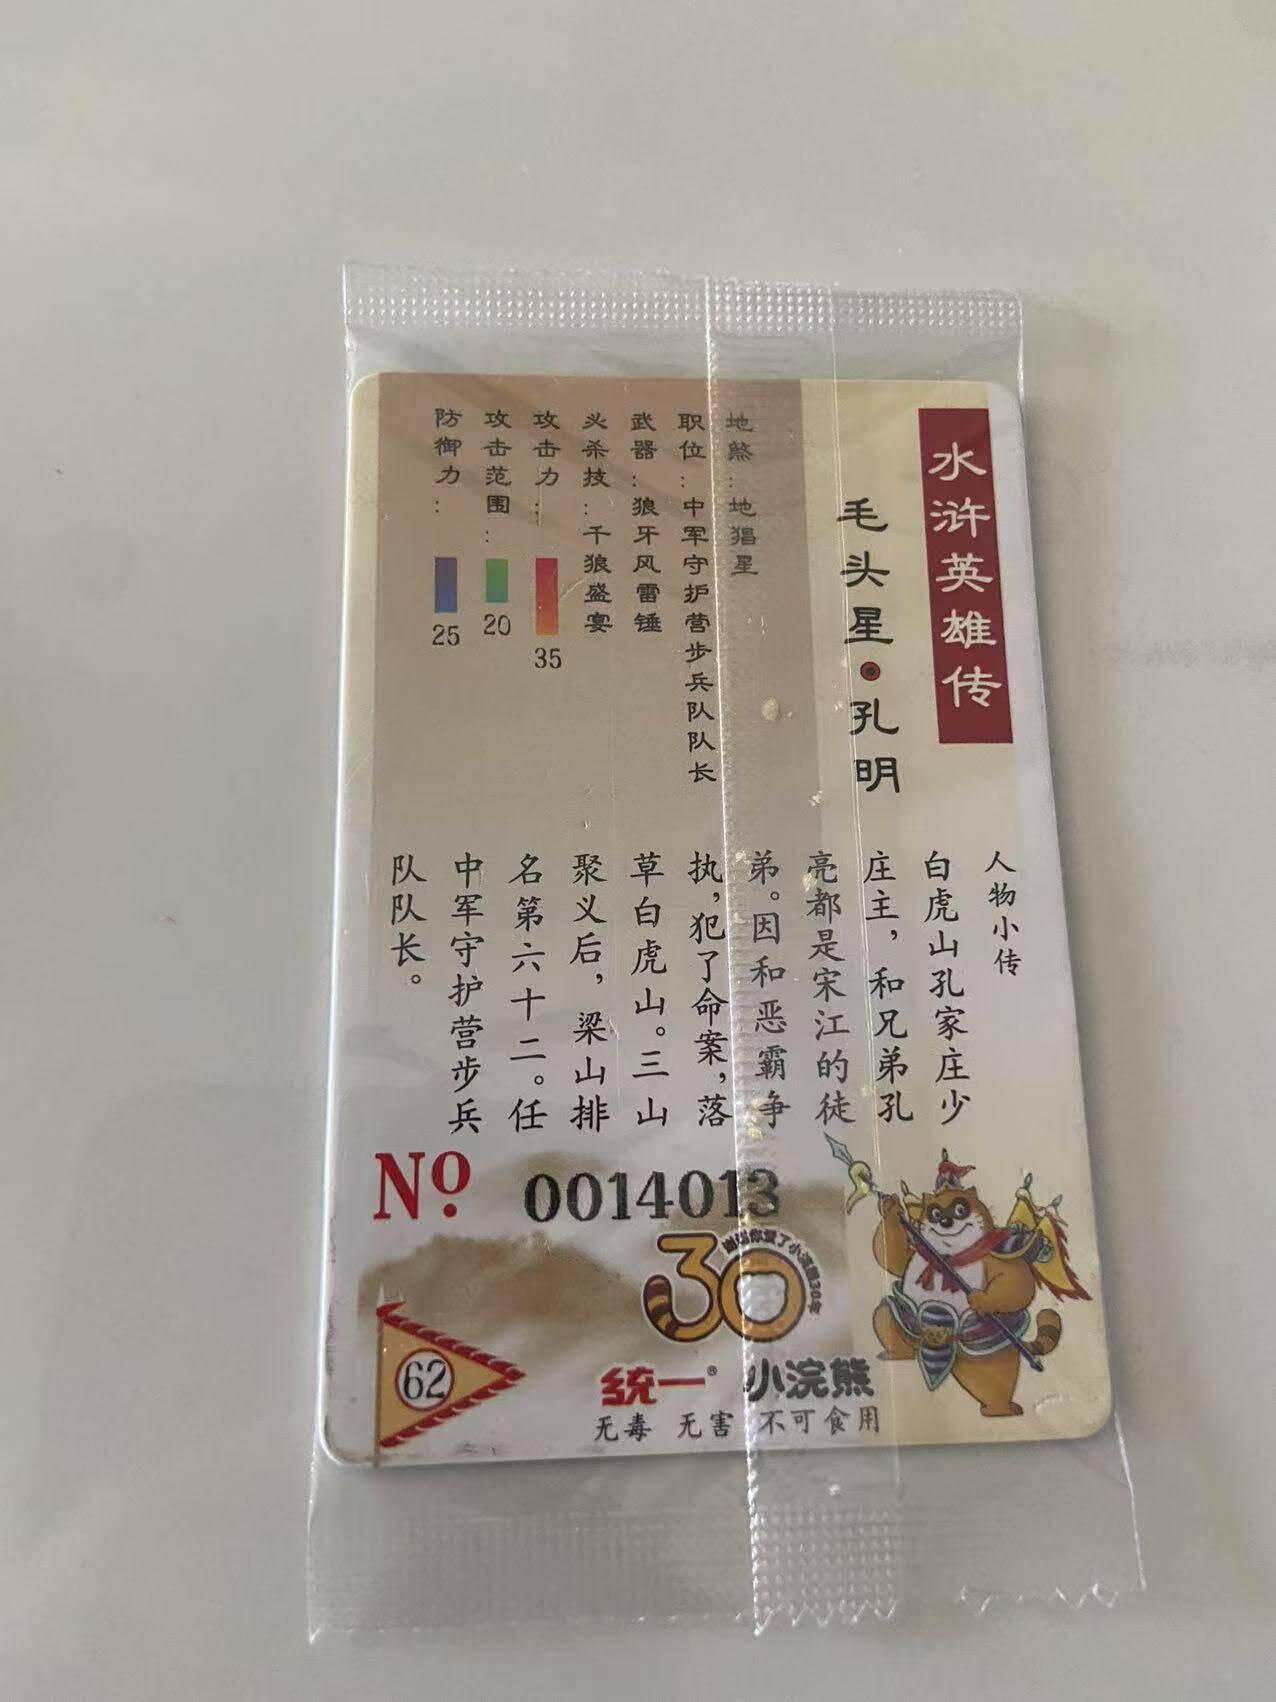 水浒英雄传
毛头星·孔明
地煞：地猖星
职位：中军守护营步兵队队长
武器：狼牙风雷锤
必杀技：千狼盛宴
攻击力：35
攻击范围：20
防御力：25
人物小传
白虎山孔家庄少
庄主，和兄弟孔
亮都是宋江的徒
弟。因和恶霸争
执，犯了命案，落
草白虎山。三山
聚义后，梁山排
名第六十二。任
中军守护营步兵
队队长。
No. 0014013
30
62
统一® 小浣熊
无毒 无害 不可食用